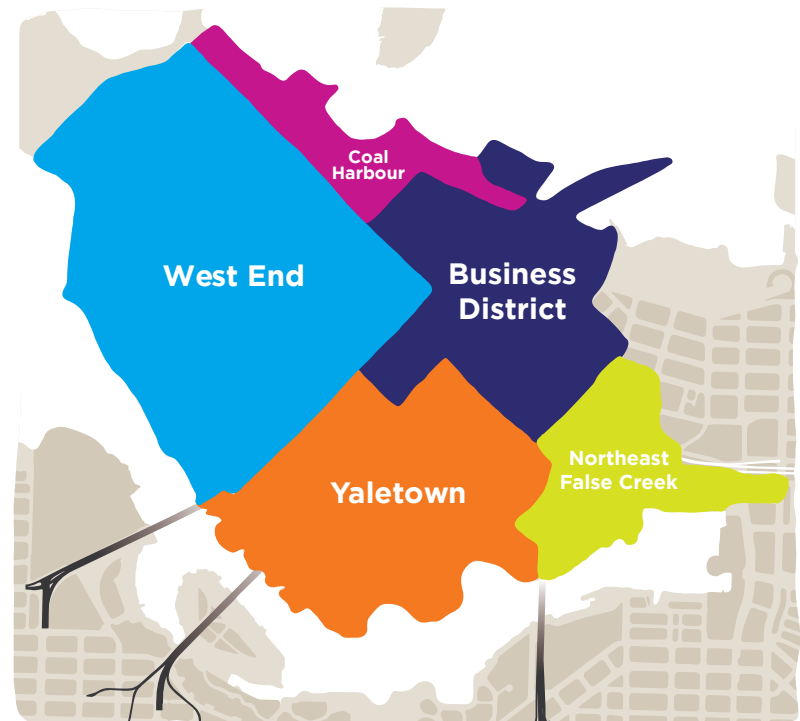 Coal
Harbour
West End
Business
District
Northeast
False Creek
Yaletown